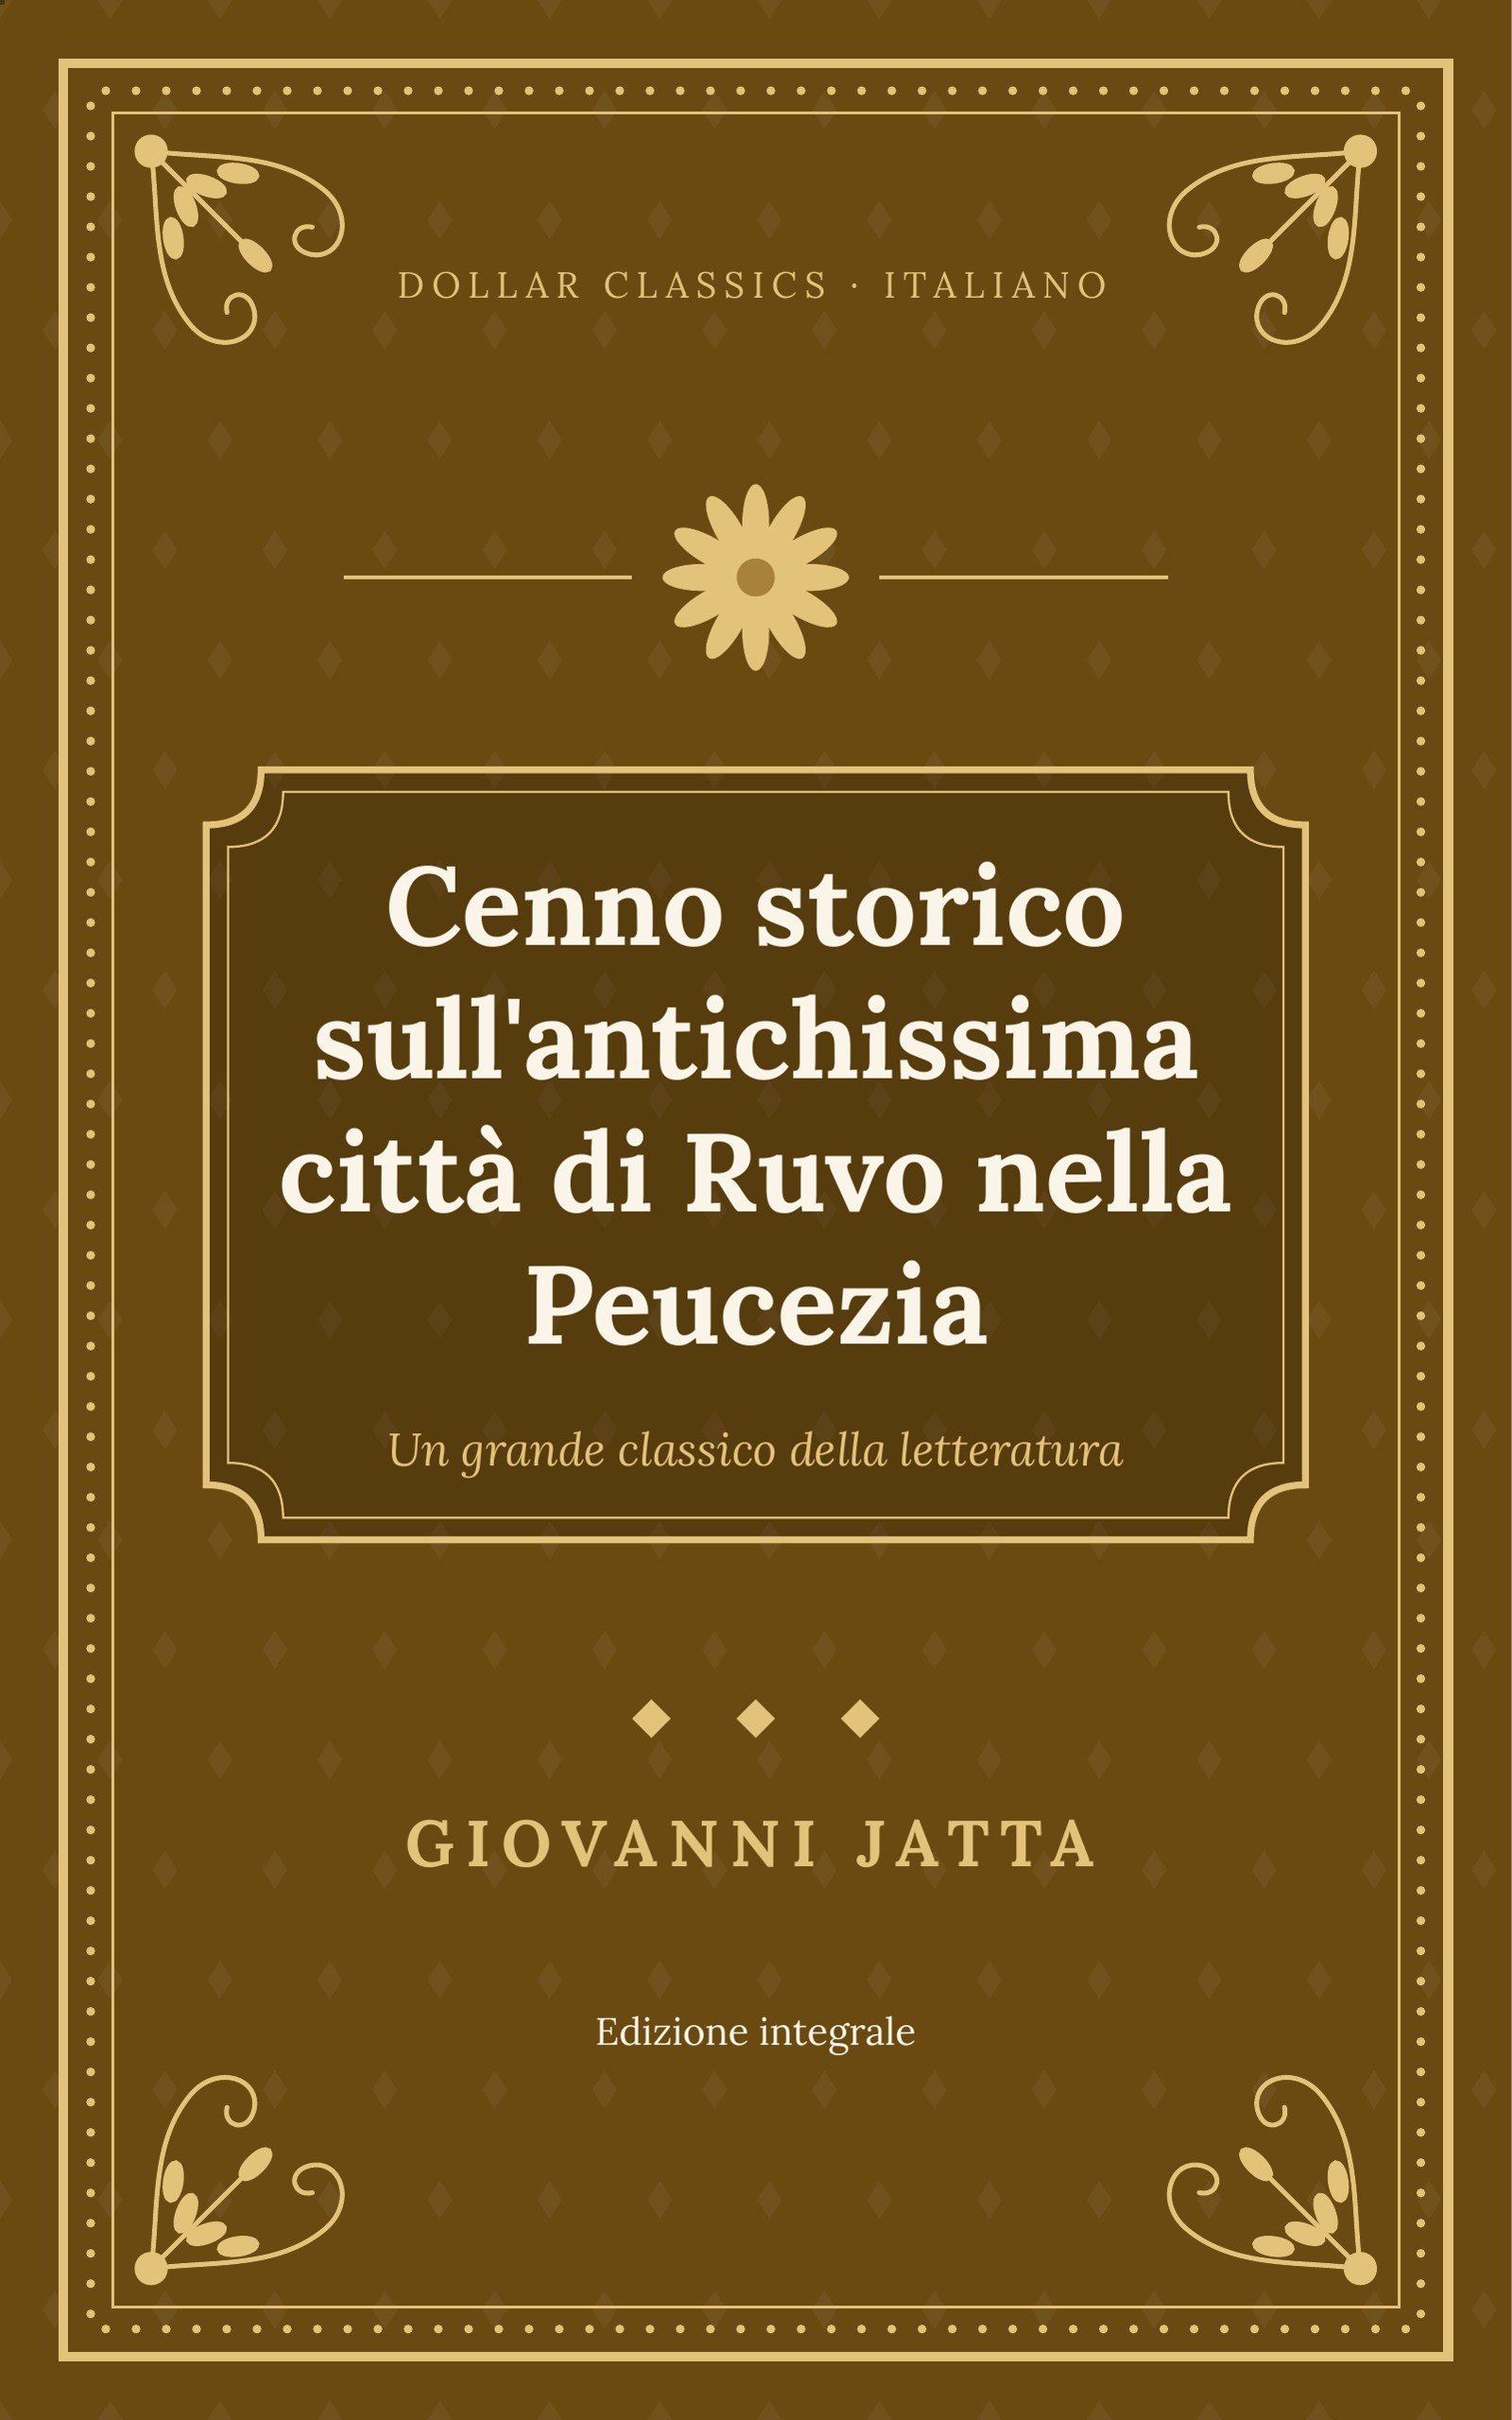 DOLLAR CLASSICS · ITALIANO
Cenno storico
sull'antichissima
città di Ruvo nella
Peucezia
Un grande classico della letteratura
GIOVANNI JATTA
Edizione integrale